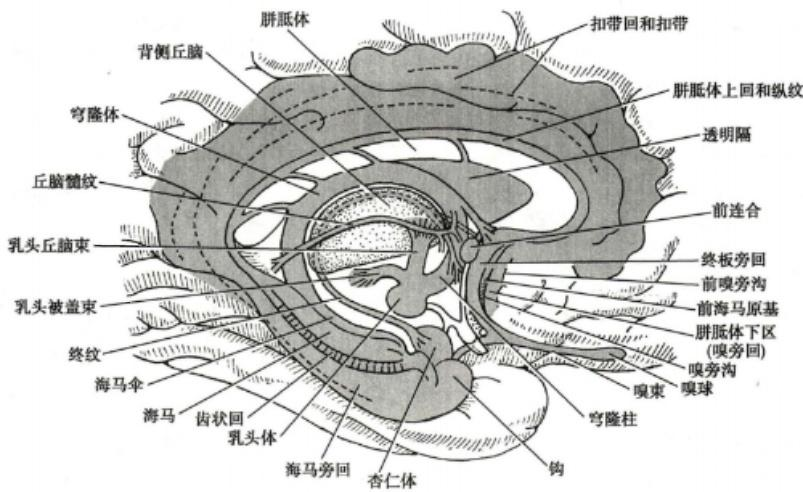 胼胝体
扣带回和扣带
背侧丘脑
胼胝体上回和纵纹
穹隆体
透明隔
丘脑髓纹
前连合
乳头丘脑束
终板旁回
前嗅旁沟
乳头被盖束
前海马原基
胼胝体下区
(嗅旁回)
终纹
嗅旁沟
海马伞
嗅束
嗅球
海马
齿状回
乳头体
穹隆柱
海马旁回
杏仁体
钩